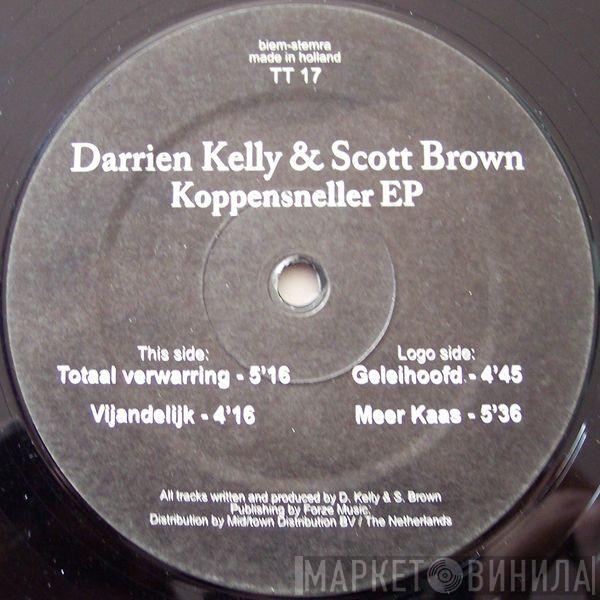 biem-stemra
made in holland
TT 17
Darrien Kelly & Scott Brown
Koppensneller EP
This side:
Totaal verwarring - 5'16
Vijandelijk - 4'16
Logo side:
Geleihoofd - 4'45
Meer Kaas - 5'36
All tracks written and produced by D. Kelly & S. Brown
Publishing by Forze Music;
Distribution by Mid/town Distribution BV / The Netherlands
МАРКЕТ ВИНИЛА